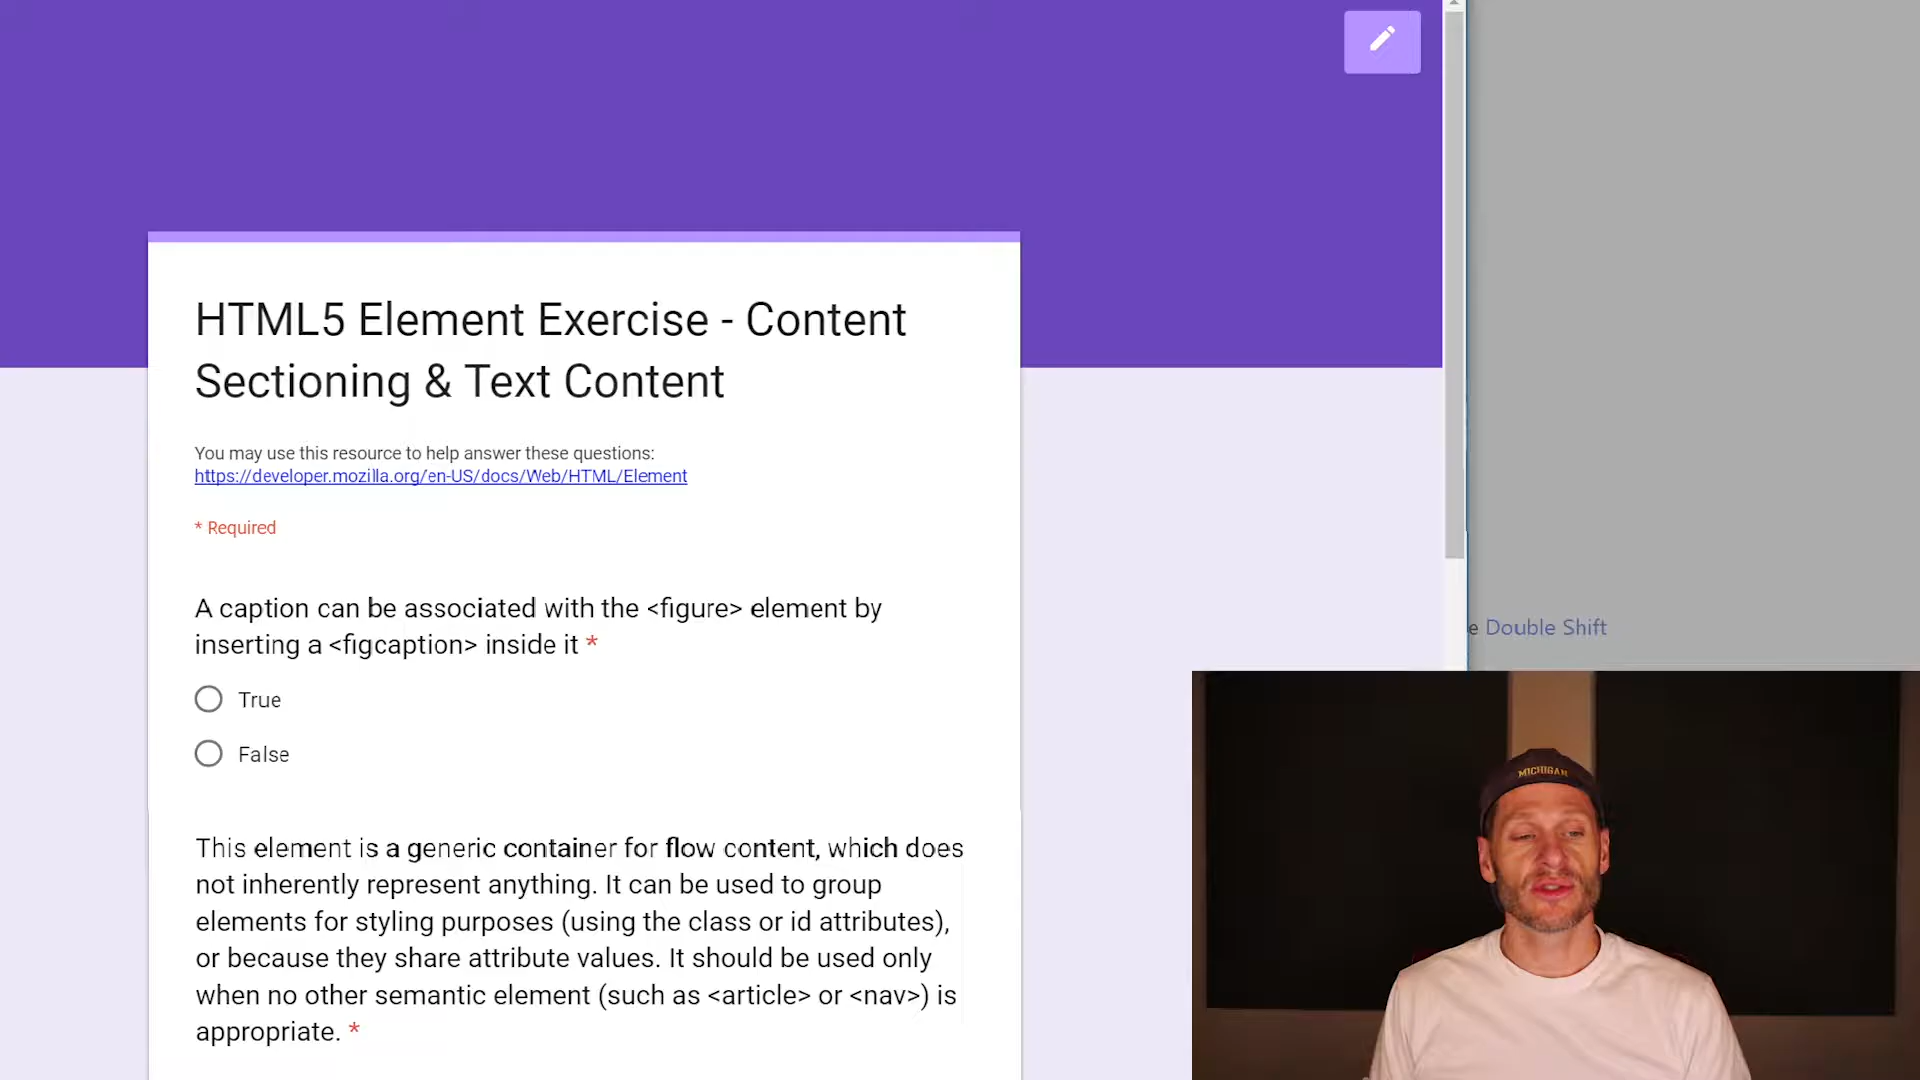 HTML5 Element Exercise - Content
Sectioning & Text Content
You may use this resource to help answer these questions:
https://developer.mozilla.org/en-US/docs/Web/HTML/Element
* Required
A caption can be associated with the <figure> element by
inserting a <figcaption> inside it *
True
False
This element is a generic container for flow content, which does
not inherently represent anything. It can be used to group
elements for styling purposes (using the class or id attributes),
or because they share attribute values. It should be used only
when no other semantic element (such as <article> or <nav>) is
appropriate. *
e Double Shift
MICHIGAN